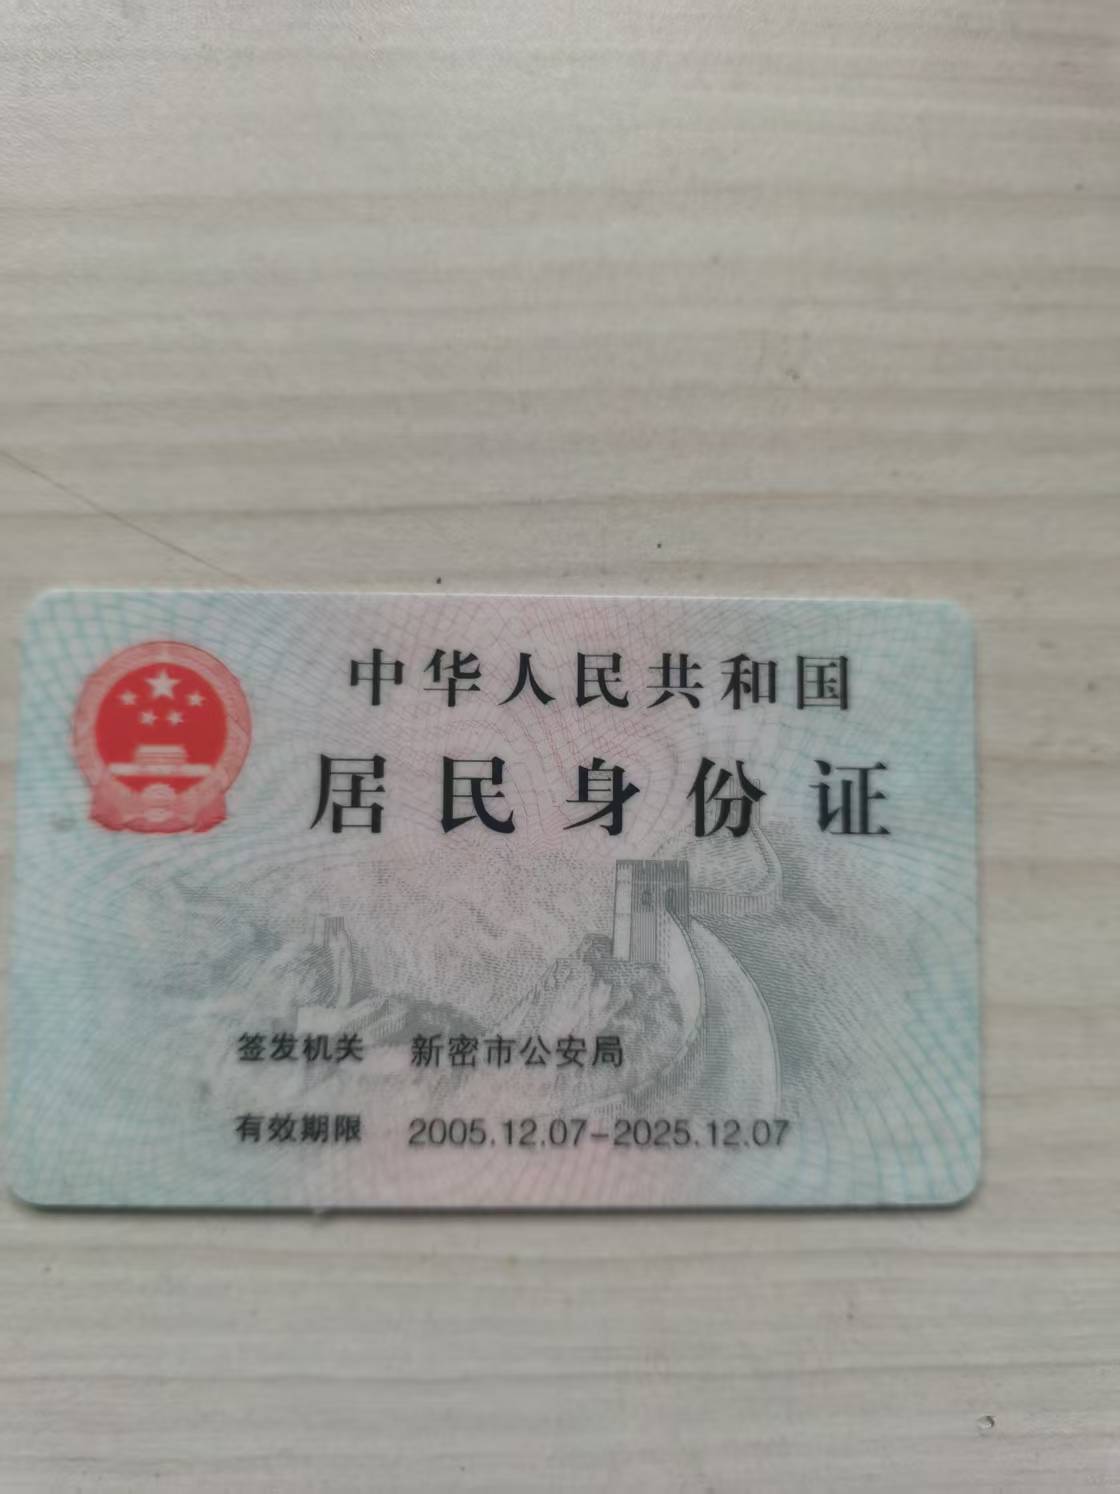 中华人民共和国
居民身份证
签发机关 新密市公安局
有效期限 2005.12.07-2025.12.07